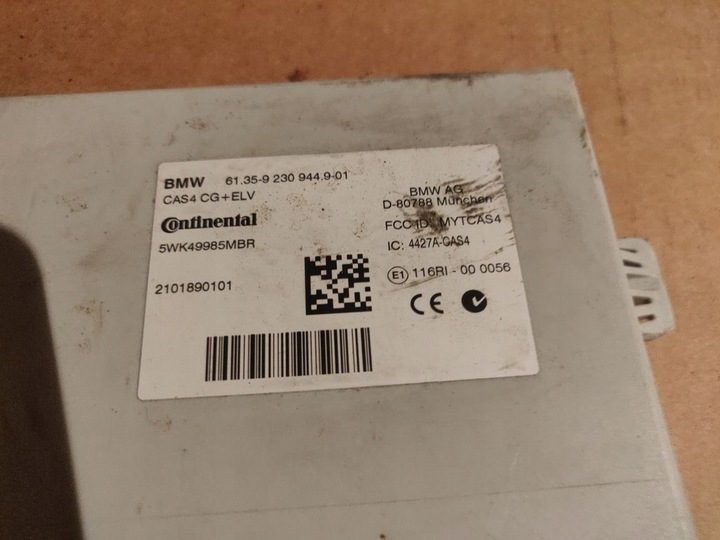 BMW 61.35-9 230 944.9-01
CAS4 CG+ELV
Continental
5WK49985MBR
2101890101
BMW AG
D-80788 München
FCC ID: MYTCAS4
IC: 4427A-CAS4
E1 116RI - 00 0056
CE